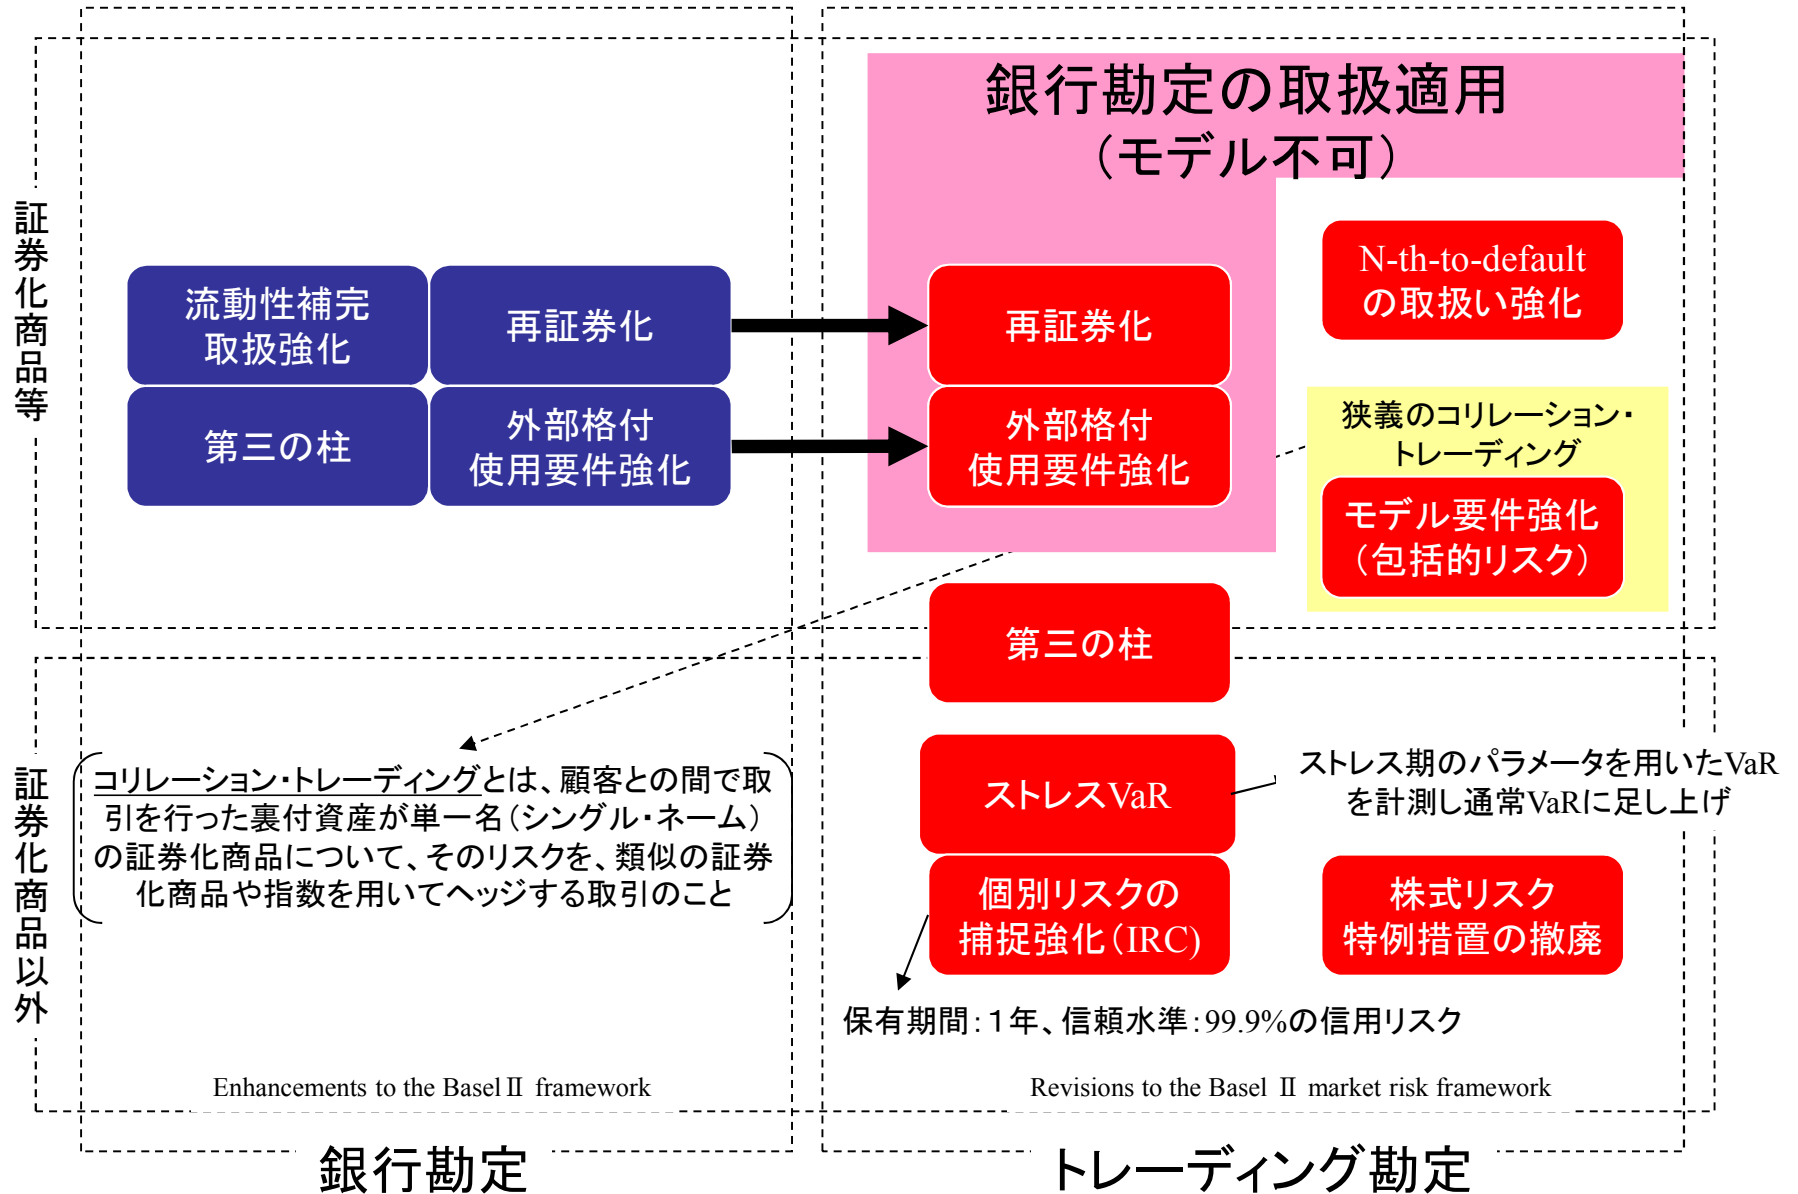 銀行勘定の取扱適用
（モデル不可）
証券化商品等
流動性補完
取扱強化
再証券化
第三の柱
外部格付
使用要件強化
再証券化
外部格付
使用要件強化
N-th-to-default
の取扱い強化
狭義のコリレーション・
トレーディング
モデル要件強化
（包括的リスク）
第三の柱
証券化商品以外
コリレーション・トレーディングとは、顧客との間で取
引を行った裏付資産が単一名（シングル・ネーム）
の証券化商品について、そのリスクを、類似の証券
化商品や指数を用いてヘッジする取引のこと
ストレスVaR
ストレス期のパラメータを用いたVaR
を計測し通常VaRに足し上げ
個別リスクの
捕捉強化（IRC)
株式リスク
特例措置の撤廃
保有期間：１年、信頼水準：99.9%の信用リスク
Enhancements to the Basel Ⅱ framework
Revisions to the Basel Ⅱ market risk framework
銀行勘定
トレーディング勘定